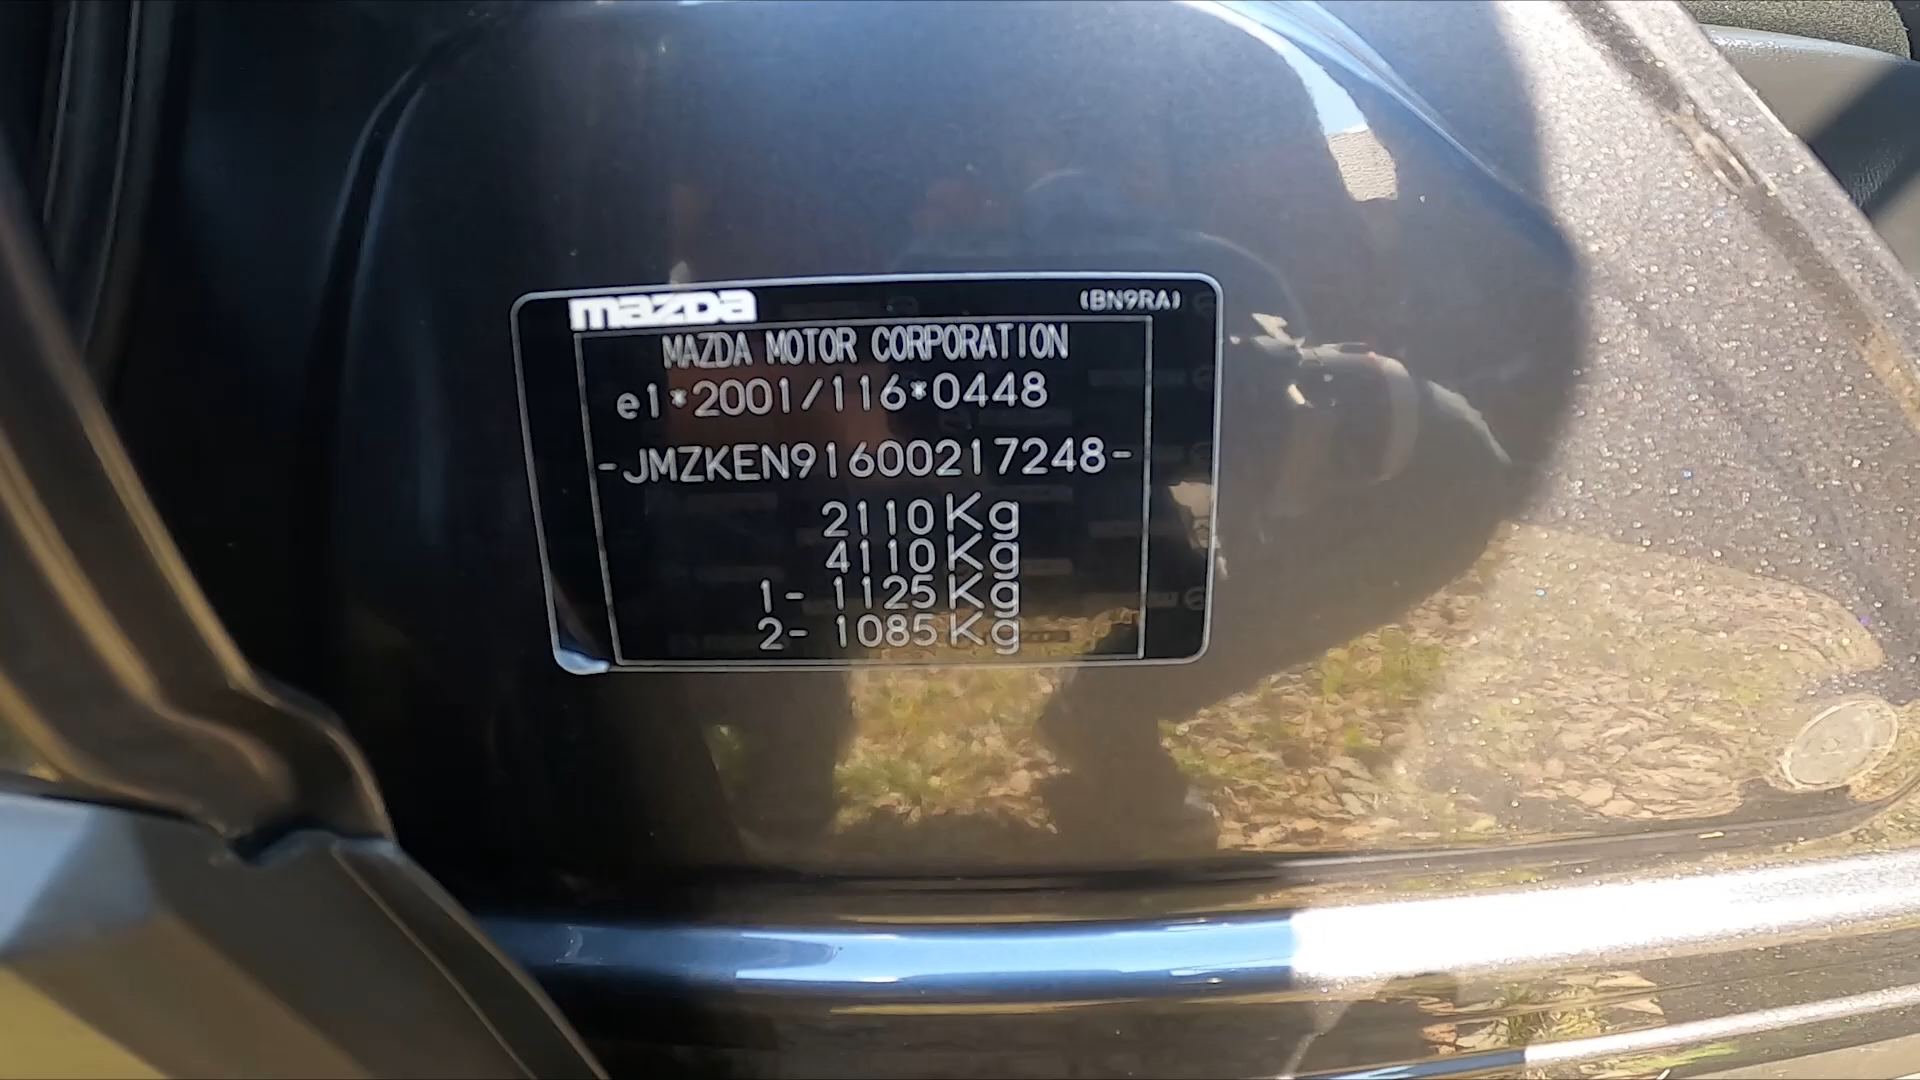 mazda (BN9RA)
MAZDA MOTOR CORPORATION
e1*2001/116*0448
-JMZKEN91600217248-
2110Kg
4110Kg
1- 1125Kg
2- 1085Kg